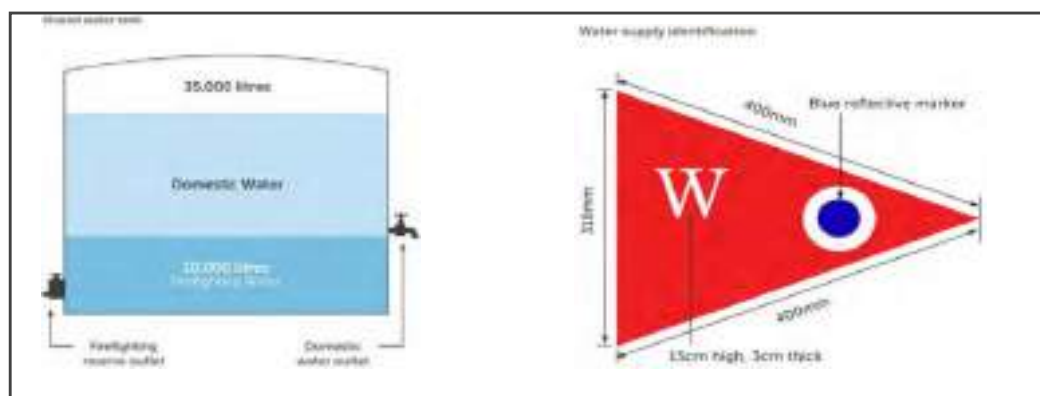 Shared water tank
35,000 litres
Domestic Water
10,000 litres
Firefighting Water
Firefighting
reserve outlet
Domestic
water outlet
Water supply identification
400mm
Blue reflective marker
W
310mm
400mm
15cm high, 3cm thick